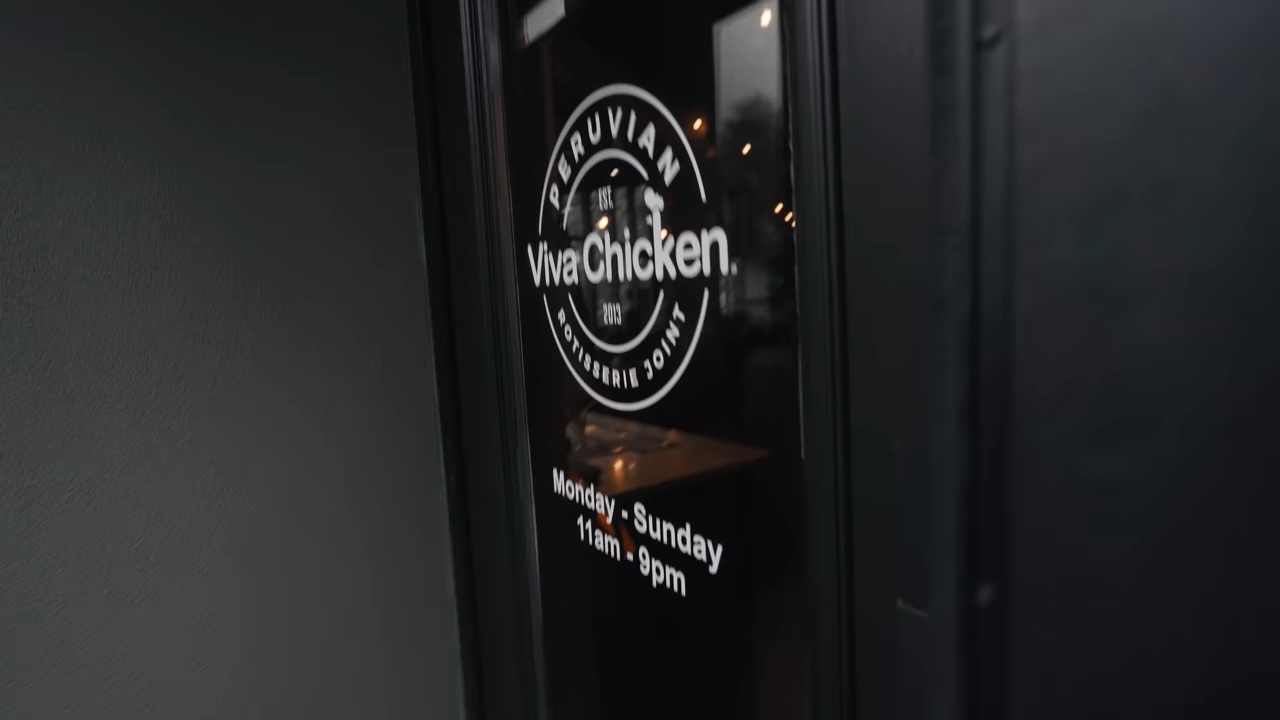 PERUVIAN
EST.
Viva Chicken.
2013
ROTISSERIE JOINT
Monday - Sunday
11am - 9pm